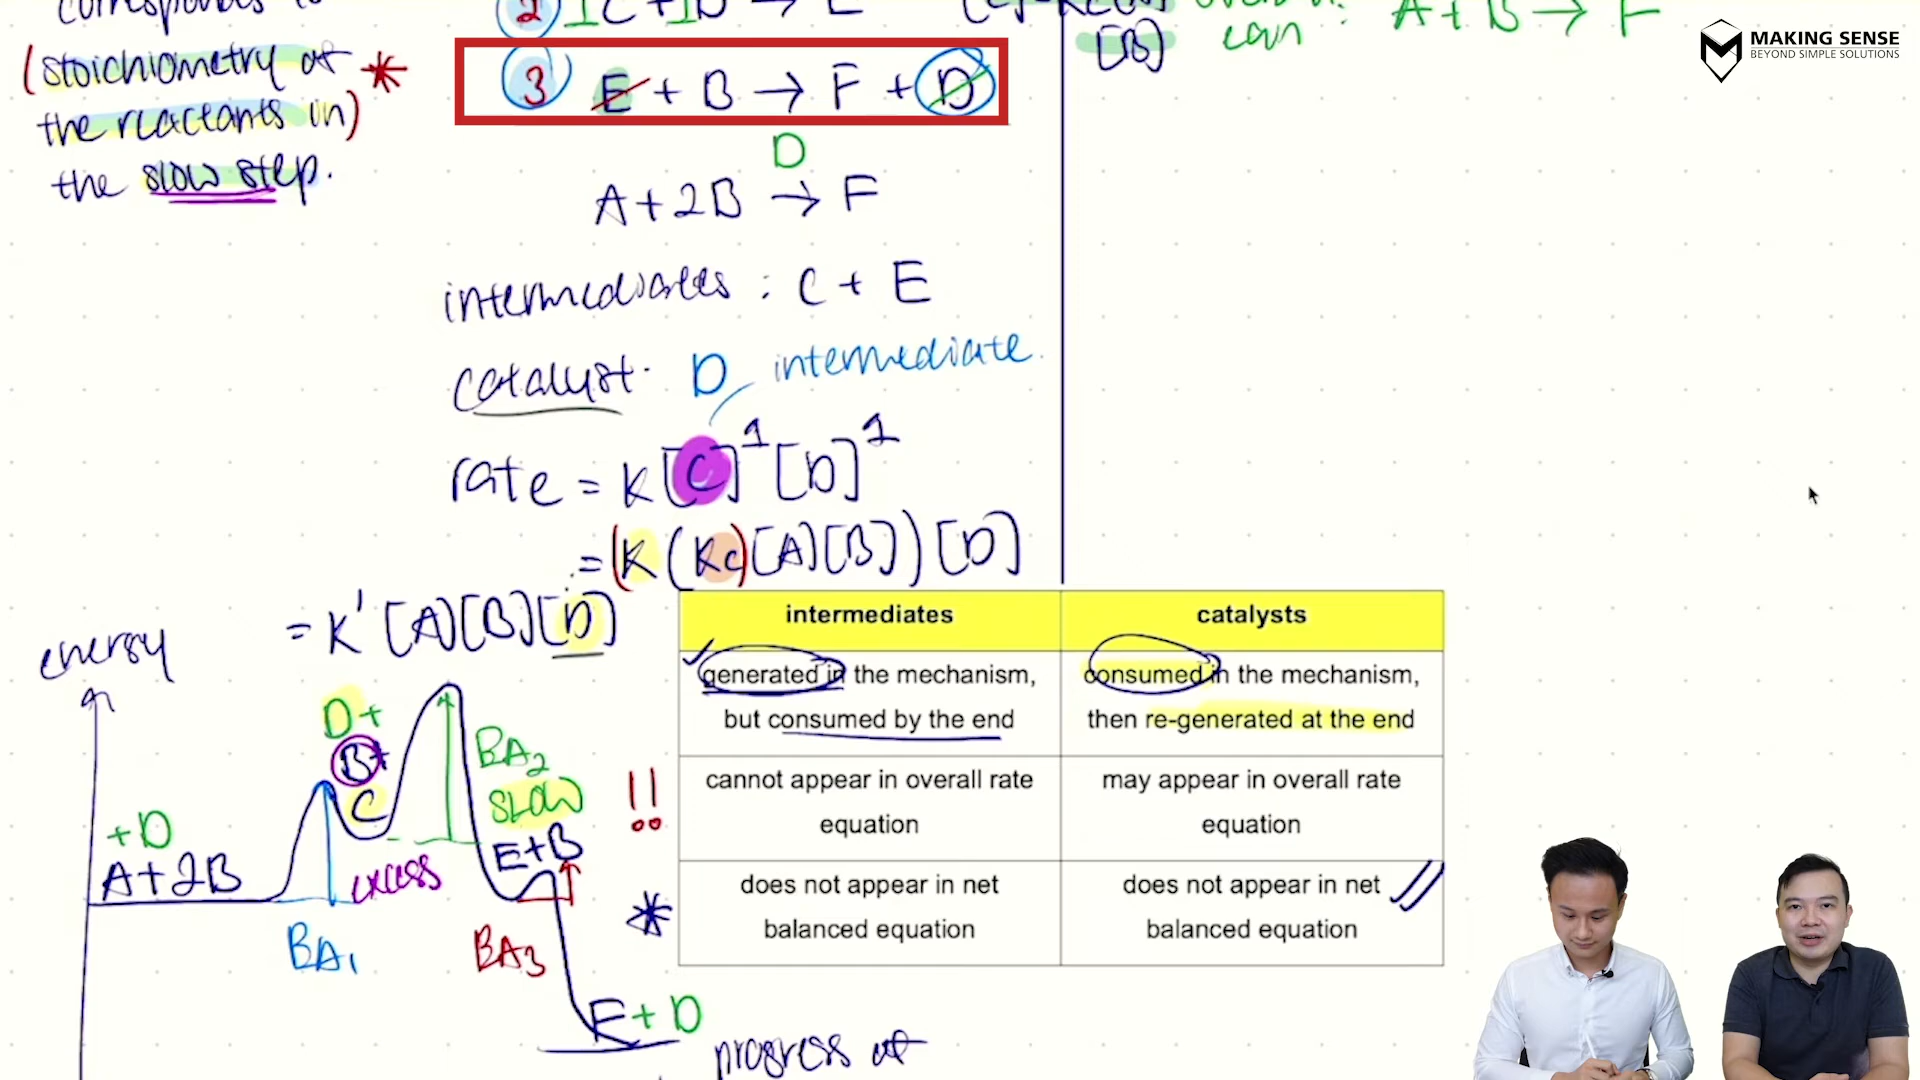 (stoichiometry of *
the reactants in)
the slow step.
2 1C + 1D → E
3 E + B → F + D
D
A + 2B → F
intermediates : C + E
catalyst: D intermediate.
rate = K[C]¹[D]¹
= (K(Kc)[A][B])[D]
= K'[A][B][D]
[B]
can
A + B → F
MAKING SENSE
BEYOND SIMPLE SOLUTIONS
energy
+D
A+2B
D+
B+
C
excess
BA₁
BA₂
SLOW
E+B
BA₃
F + D
progress of
!!
*
intermediates catalysts
generated in the mechanism, consumed in the mechanism,
but consumed by the end then re-generated at the end
cannot appear in overall rate may appear in overall rate
equation equation
does not appear in net does not appear in net
balanced equation balanced equation